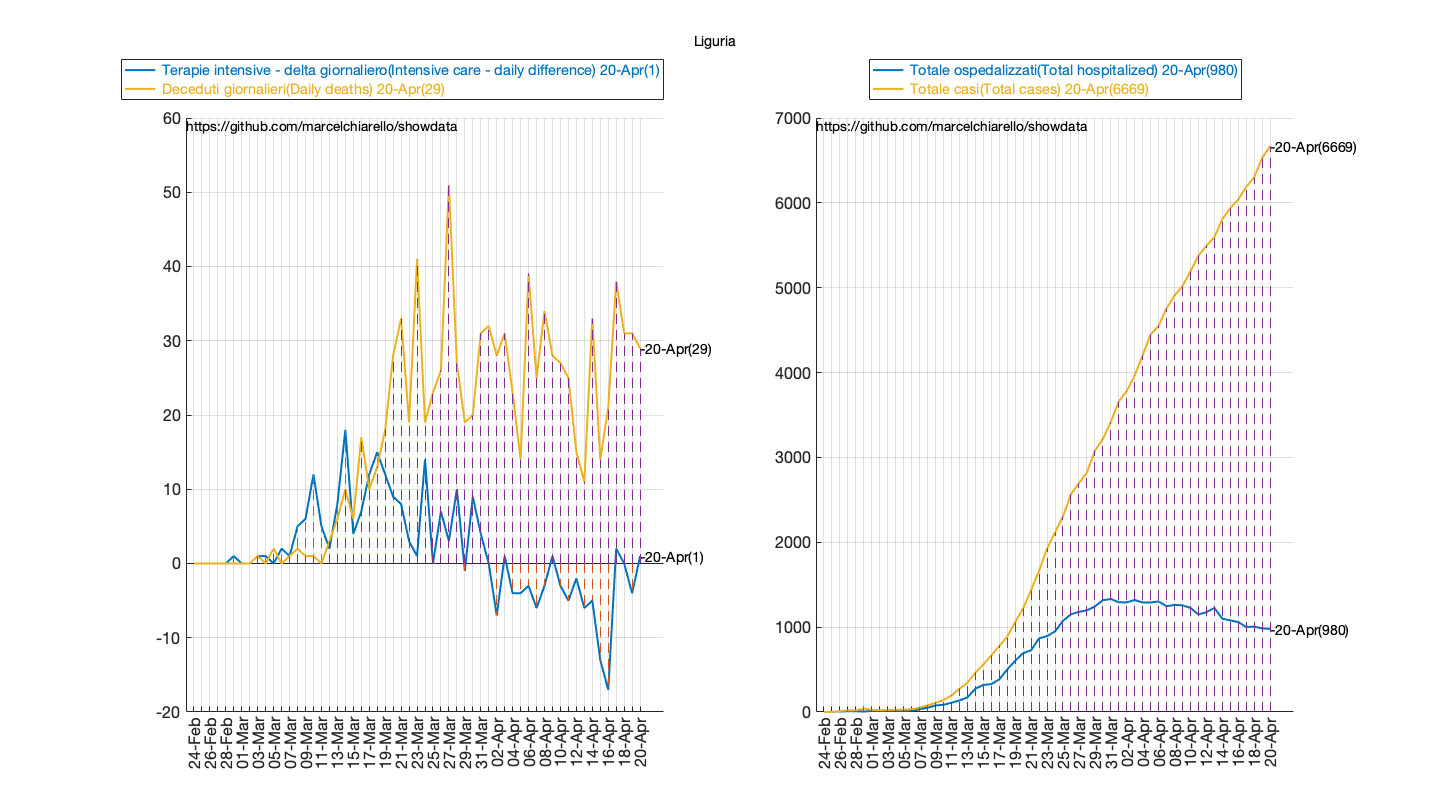 Liguria
Terapie intensive - delta giornaliero(Intensive care - daily difference) 20-Apr(1)
Deceduti giornalieri(Daily deaths) 20-Apr(29)
https://github.com/marcelchiarello/showdata
60
50
40
30
20
10
0
-10
-20
20-Apr(29)
20-Apr(1)
24-Feb
26-Feb
28-Feb
01-Mar
03-Mar
05-Mar
07-Mar
09-Mar
11-Mar
13-Mar
15-Mar
17-Mar
19-Mar
21-Mar
23-Mar
25-Mar
27-Mar
29-Mar
31-Mar
02-Apr
04-Apr
06-Apr
08-Apr
10-Apr
12-Apr
14-Apr
16-Apr
18-Apr
20-Apr
Totale ospedalizzati(Total hospitalized) 20-Apr(980)
Totale casi(Total cases) 20-Apr(6669)
https://github.com/marcelchiarello/showdata
7000
6000
5000
4000
3000
2000
1000
0
20-Apr(6669)
20-Apr(980)
24-Feb
26-Feb
28-Feb
01-Mar
03-Mar
05-Mar
07-Mar
09-Mar
11-Mar
13-Mar
15-Mar
17-Mar
19-Mar
21-Mar
23-Mar
25-Mar
27-Mar
29-Mar
31-Mar
02-Apr
04-Apr
06-Apr
08-Apr
10-Apr
12-Apr
14-Apr
16-Apr
18-Apr
20-Apr